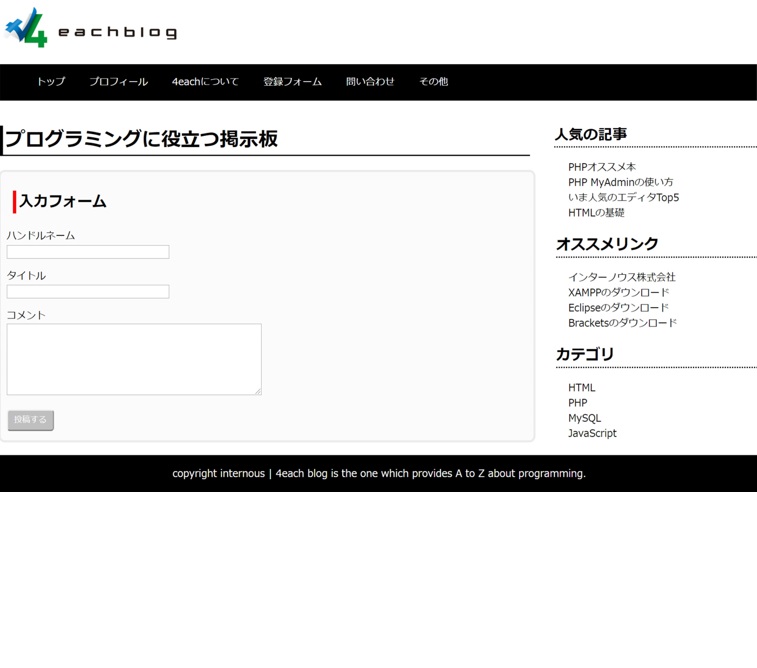 4eachblog
トップ プロフィール 4eachについて 登録フォーム 問い合わせ その他
プログラミングに役立つ掲示板
入力フォーム
ハンドルネーム
タイトル
コメント
投稿する
人気の記事
PHPオススメ本
PHP MyAdminの使い方
いま人気のエディタTop5
HTMLの基礎
オススメリンク
インターノウス株式会社
XAMPPのダウンロード
Eclipseのダウンロード
Bracketsのダウンロード
カテゴリ
HTML
PHP
MySQL
JavaScript
copyright internous | 4each blog is the one which provides A to Z about programming.